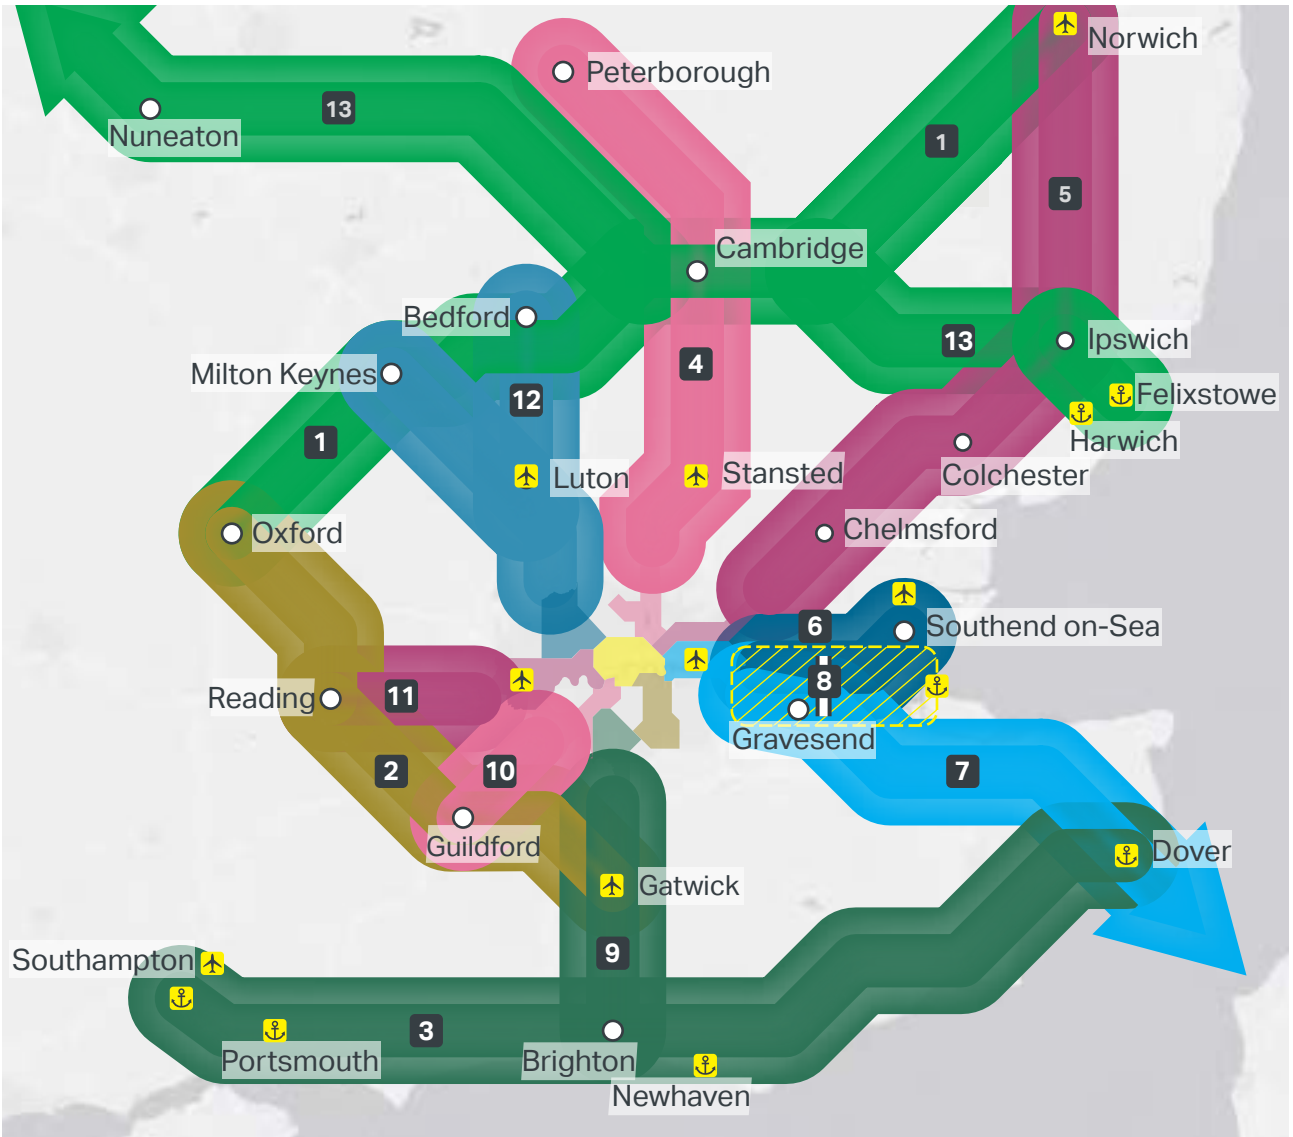 Norwich
Peterborough
13
Nuneaton
1
5
Cambridge
Bedford
Ipswich
13
4
Milton Keynes
12
Felixstowe
Harwich
1
Luton
Stansted
Colchester
Oxford
Chelmsford
6
Southend on-Sea
8
Reading
11
Gravesend
2
10
7
Guildford
Dover
Gatwick
9
Southampton
3
Portsmouth
Brighton
Newhaven